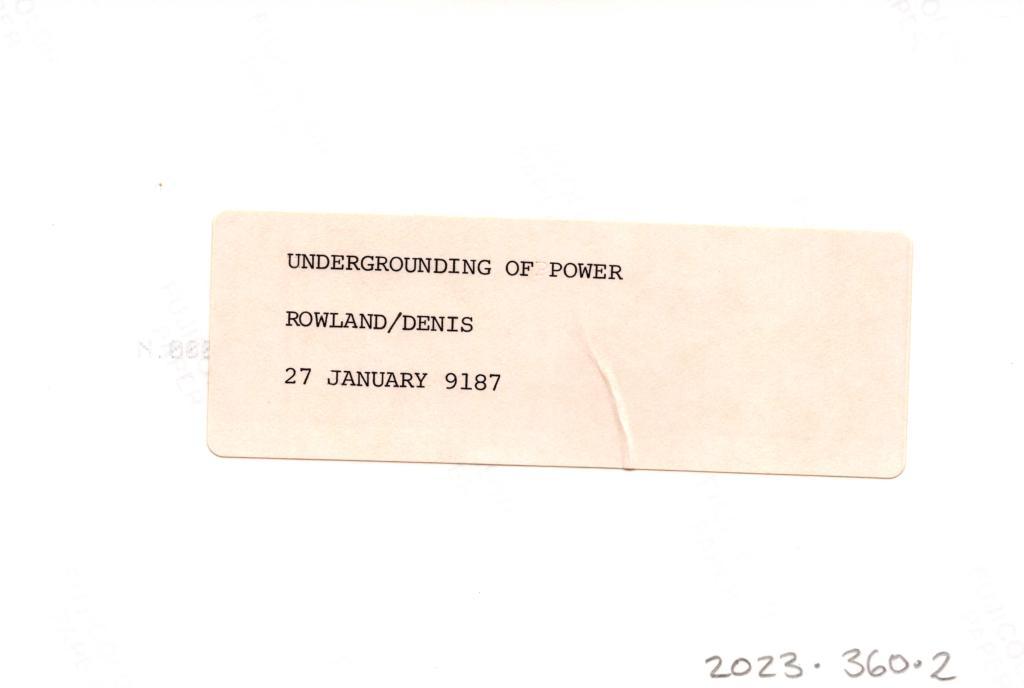 UNDERGROUNDING OF POWER
ROWLAND/DENIS
27 JANUARY 9187
2023. 360.2